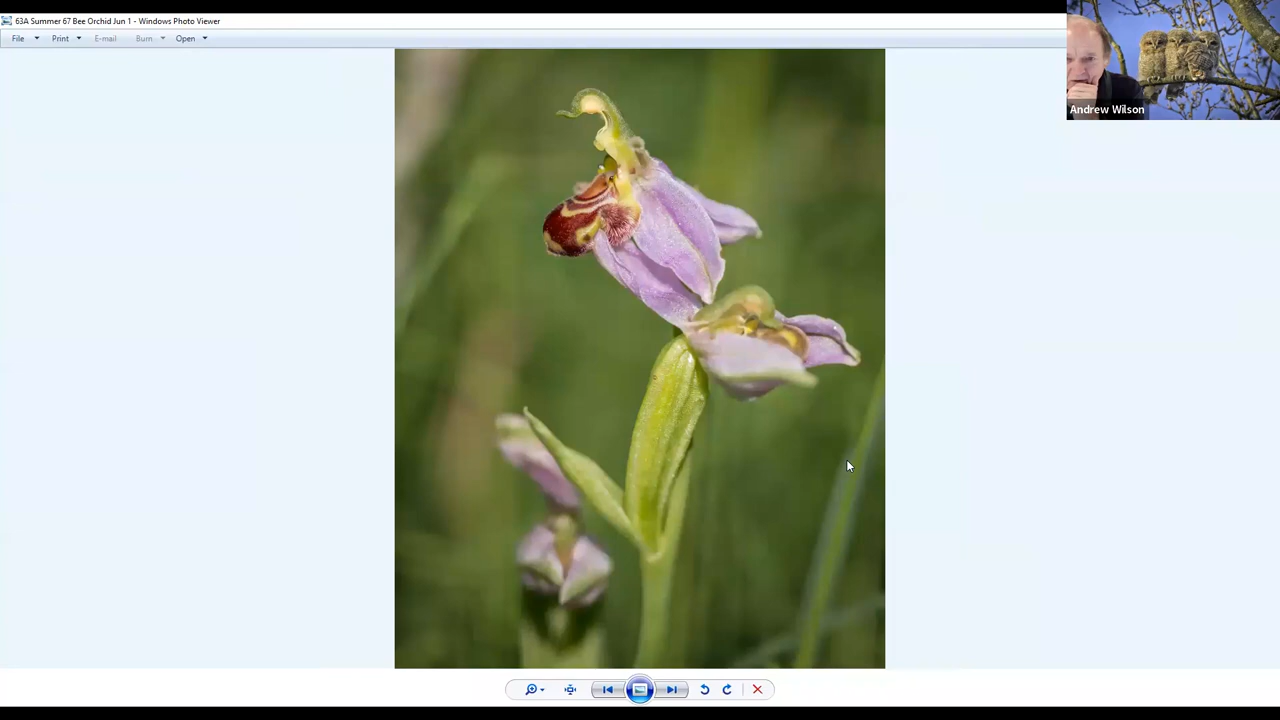 63A Summer 67 Bee Orchid Jun 1 - Windows Photo Viewer
File Print E-mail Burn Open
Andrew Wilson